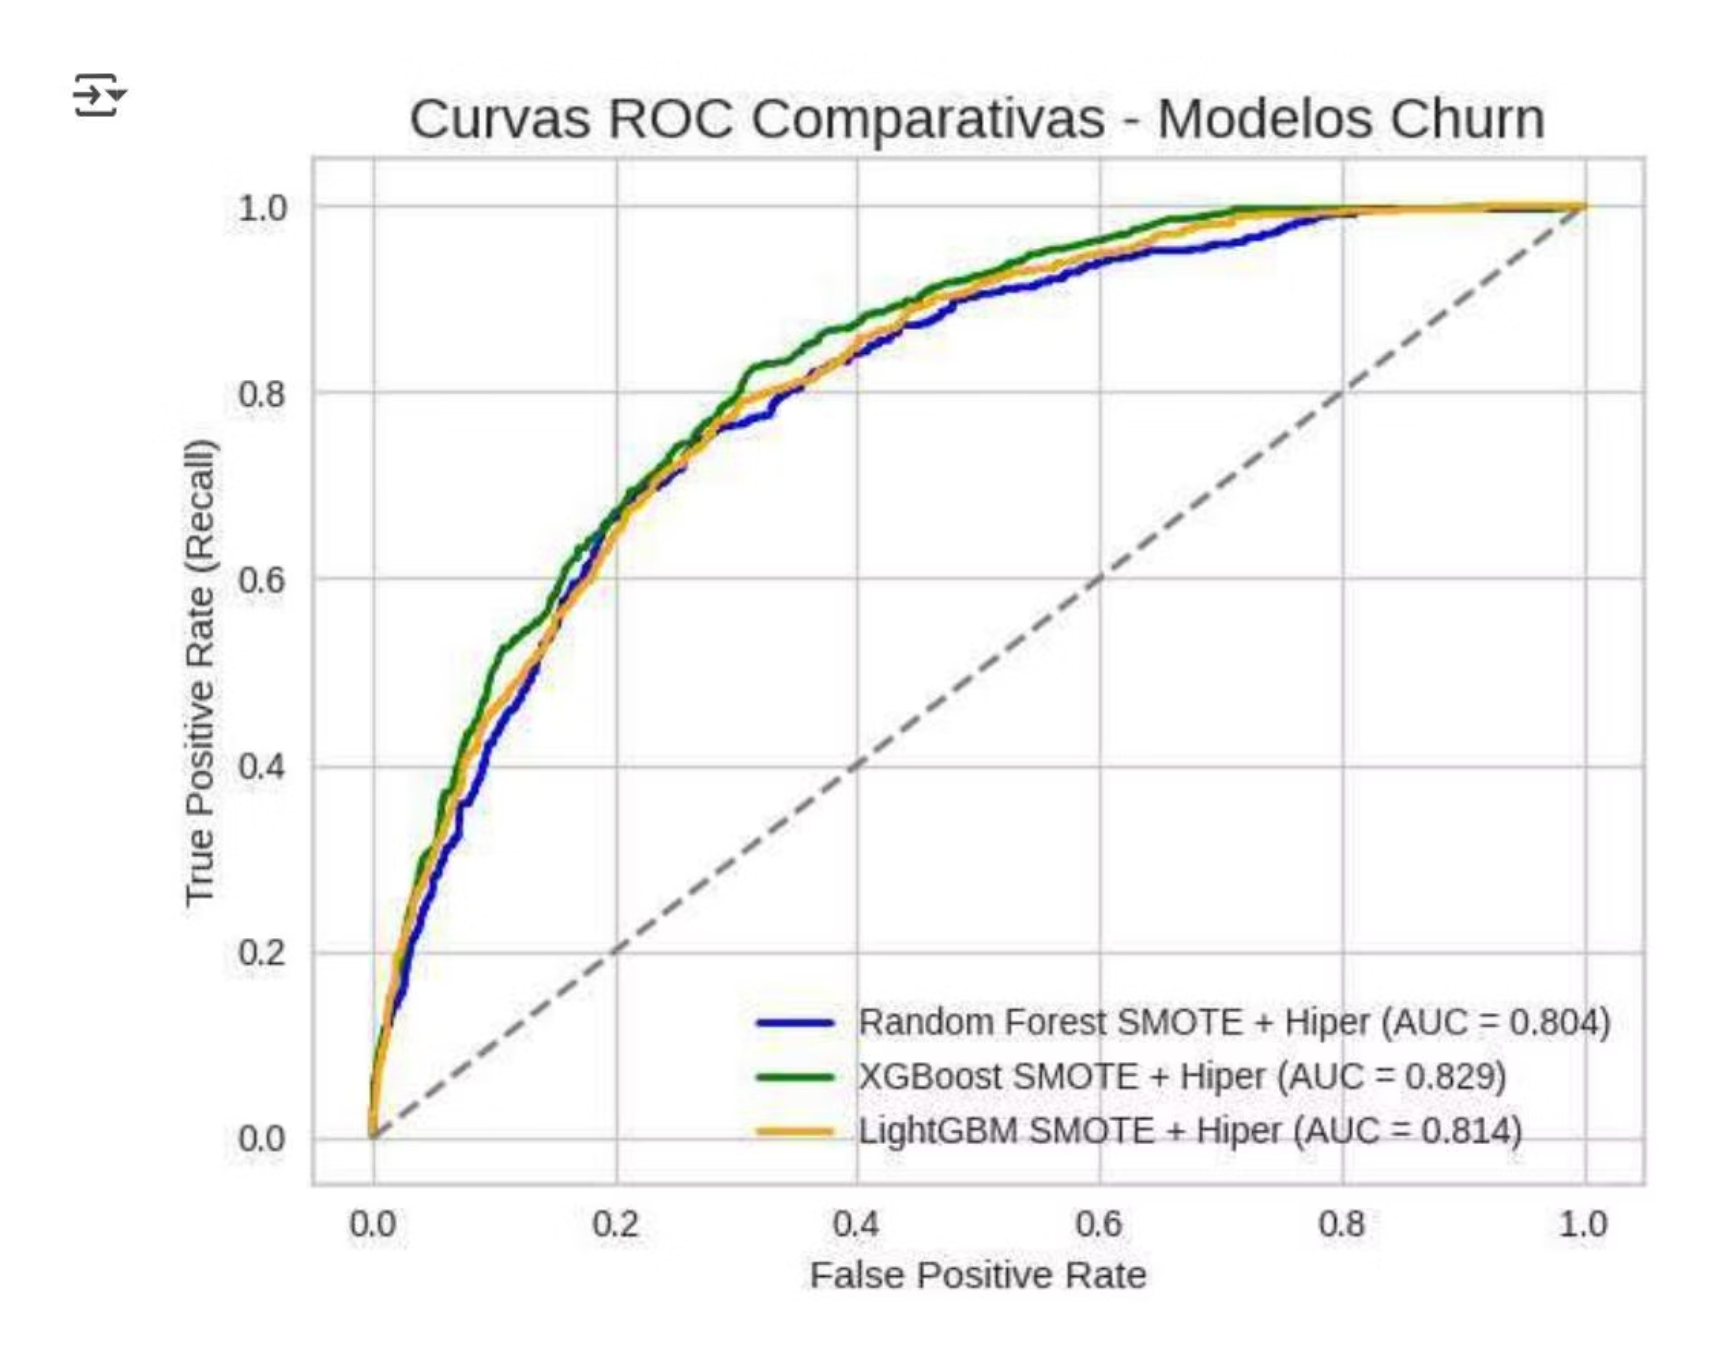 Curvas ROC Comparativas - Modelos Churn
1.0
0.8
0.6
0.4
0.2
0.0
True Positive Rate (Recall)
Random Forest SMOTE + Hiper (AUC = 0.804)
XGBoost SMOTE + Hiper (AUC = 0.829)
LightGBM SMOTE + Hiper (AUC = 0.814)
0.0 0.2 0.4 0.6 0.8 1.0
False Positive Rate